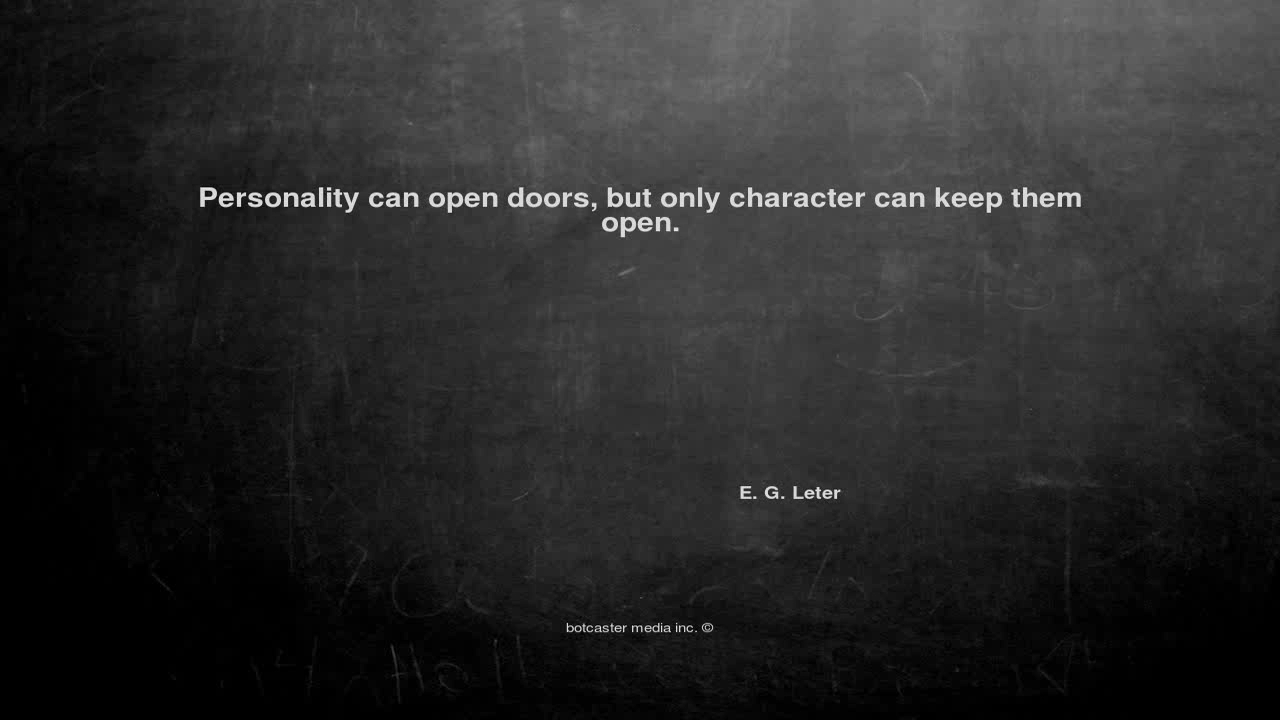 Personality can open doors, but only character can keep them
open.
E. G. Leter
botcaster media inc. ©